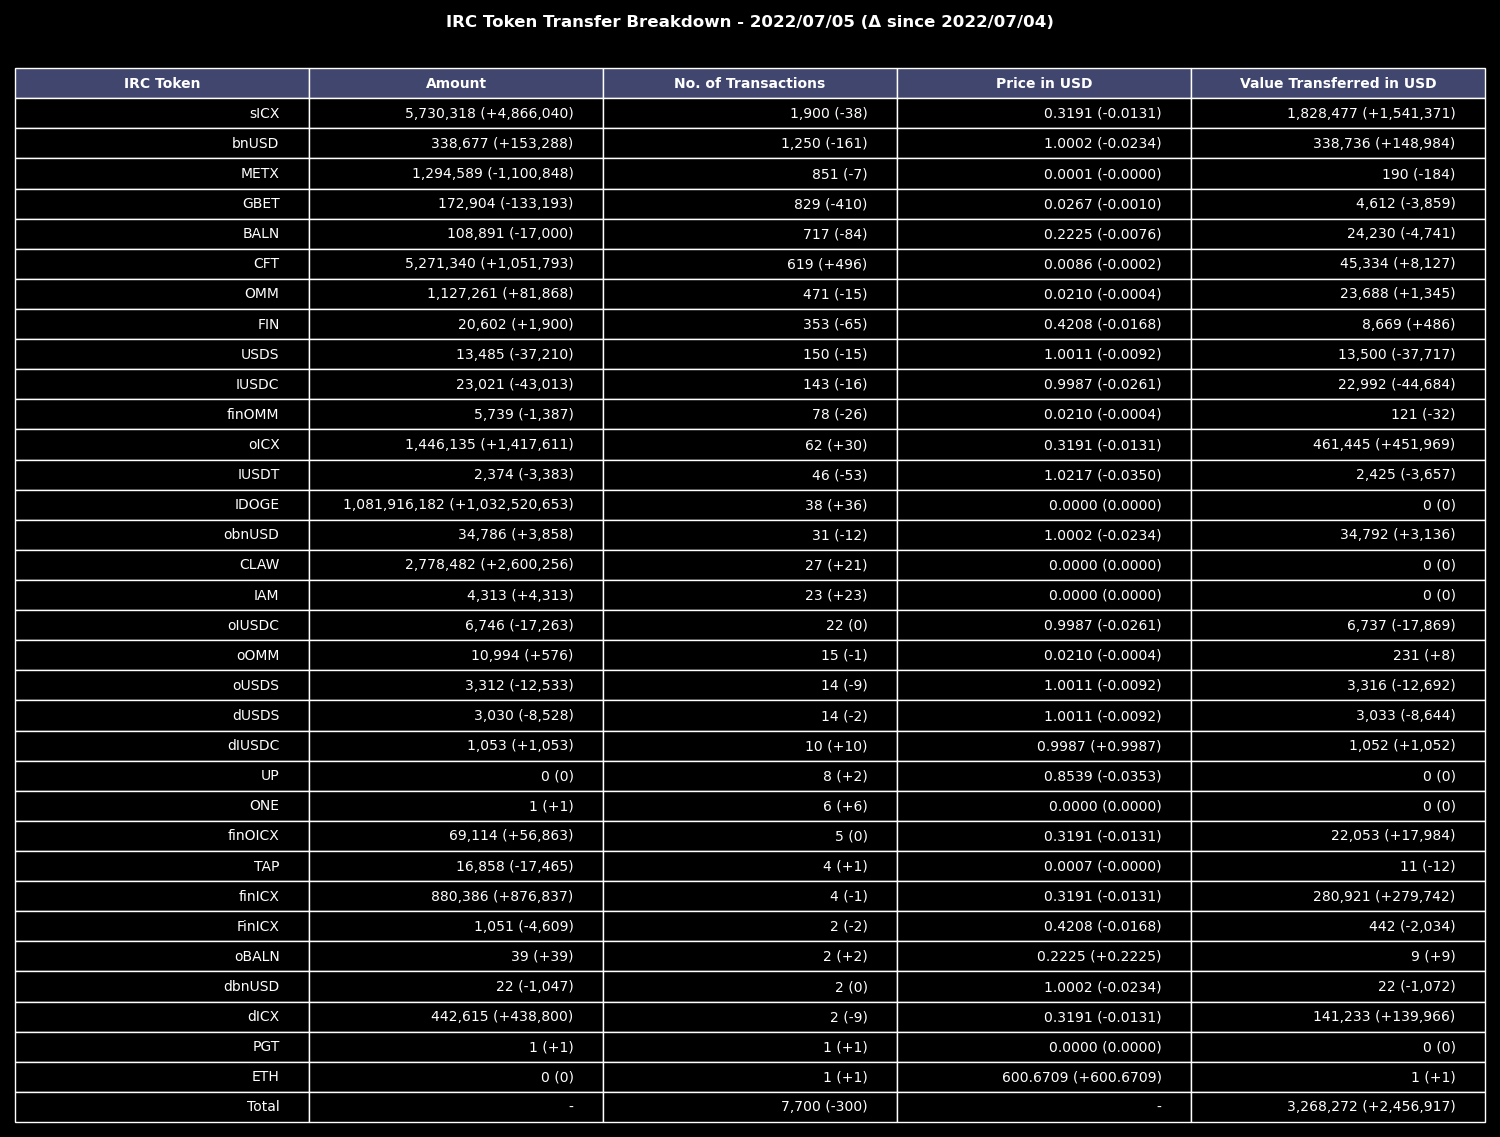 IRC Token Transfer Breakdown - 2022/07/05 (Δ since 2022/07/04)
IRC Token Amount No. of Transactions Price in USD Value Transferred in USD
sICX 5,730,318 (+4,866,040) 1,900 (-38) 0.3191 (-0.0131) 1,828,477 (+1,541,371)
bnUSD 338,677 (+153,288) 1,250 (-161) 1.0002 (-0.0234) 338,736 (+148,984)
METX 1,294,589 (-1,100,848) 851 (-7) 0.0001 (-0.0000) 190 (-184)
GBET 172,904 (-133,193) 829 (-410) 0.0267 (-0.0010) 4,612 (-3,859)
BALN 108,891 (-17,000) 717 (-84) 0.2225 (-0.0076) 24,230 (-4,741)
CFT 5,271,340 (+1,051,793) 619 (+496) 0.0086 (-0.0002) 45,334 (+8,127)
OMM 1,127,261 (+81,868) 471 (-15) 0.0210 (-0.0004) 23,688 (+1,345)
FIN 20,602 (+1,900) 353 (-65) 0.4208 (-0.0168) 8,669 (+486)
USDS 13,485 (-37,210) 150 (-15) 1.0011 (-0.0092) 13,500 (-37,717)
IUSDC 23,021 (-43,013) 143 (-16) 0.9987 (-0.0261) 22,992 (-44,684)
finOMM 5,739 (-1,387) 78 (-26) 0.0210 (-0.0004) 121 (-32)
oICX 1,446,135 (+1,417,611) 62 (+30) 0.3191 (-0.0131) 461,445 (+451,969)
IUSDT 2,374 (-3,383) 46 (-53) 1.0217 (-0.0350) 2,425 (-3,657)
IDOGE 1,081,916,182 (+1,032,520,653) 38 (+36) 0.0000 (0.0000) 0 (0)
obnUSD 34,786 (+3,858) 31 (-12) 1.0002 (-0.0234) 34,792 (+3,136)
CLAW 2,778,482 (+2,600,256) 27 (+21) 0.0000 (0.0000) 0 (0)
IAM 4,313 (+4,313) 23 (+23) 0.0000 (0.0000) 0 (0)
oIUSDC 6,746 (-17,263) 22 (0) 0.9987 (-0.0261) 6,737 (-17,869)
oOMM 10,994 (+576) 15 (-1) 0.0210 (-0.0004) 231 (+8)
oUSDS 3,312 (-12,533) 14 (-9) 1.0011 (-0.0092) 3,316 (-12,692)
dUSDS 3,030 (-8,528) 14 (-2) 1.0011 (-0.0092) 3,033 (-8,644)
dIUSDC 1,053 (+1,053) 10 (+10) 0.9987 (+0.9987) 1,052 (+1,052)
UP 0 (0) 8 (+2) 0.8539 (-0.0353) 0 (0)
ONE 1 (+1) 6 (+6) 0.0000 (0.0000) 0 (0)
finOICX 69,114 (+56,863) 5 (0) 0.3191 (-0.0131) 22,053 (+17,984)
TAP 16,858 (-17,465) 4 (+1) 0.0007 (-0.0000) 11 (-12)
finICX 880,386 (+876,837) 4 (-1) 0.3191 (-0.0131) 280,921 (+279,742)
FinICX 1,051 (-4,609) 2 (-2) 0.4208 (-0.0168) 442 (-2,034)
oBALN 39 (+39) 2 (+2) 0.2225 (+0.2225) 9 (+9)
dbnUSD 22 (-1,047) 2 (0) 1.0002 (-0.0234) 22 (-1,072)
dICX 442,615 (+438,800) 2 (-9) 0.3191 (-0.0131) 141,233 (+139,966)
PGT 1 (+1) 1 (+1) 0.0000 (0.0000) 0 (0)
ETH 0 (0) 1 (+1) 600.6709 (+600.6709) 1 (+1)
Total - 7,700 (-300) - 3,268,272 (+2,456,917)